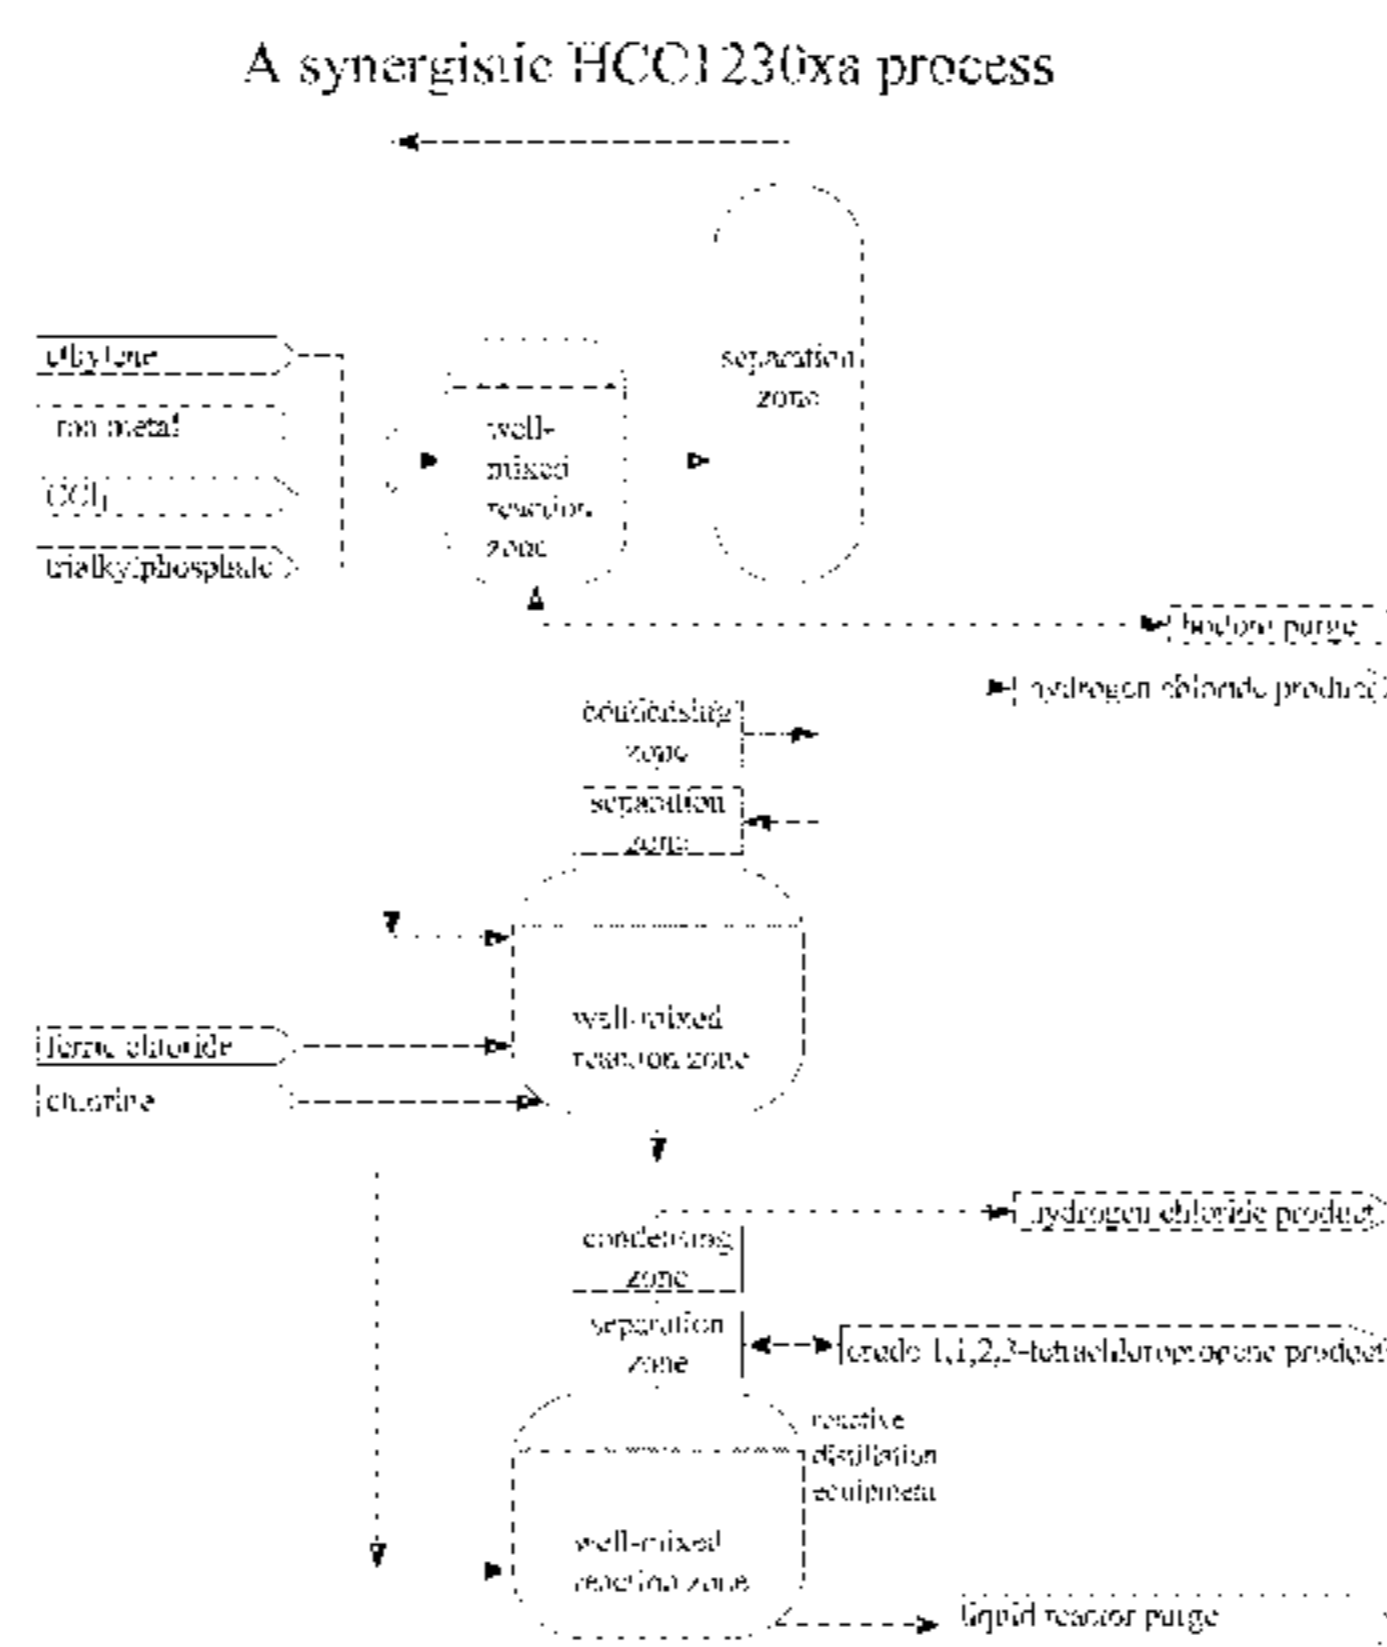 A synergistic HCC1230xa process
ethylene
separation
zone
iron metal
well-
mixed
reaction
zone
CCl4
trialkylphosphate
bottom purge
hydrogen chloride product
condensing
zone
separation
zone
well-mixed
reaction zone
ferric chloride
chlorine
hydrogen chloride product
condensing
zone
separation
zone
crude 1,1,2,3-tetrachloropropene product
reactive
distillation
equipment
well-mixed
reaction zone
liquid reactor purge